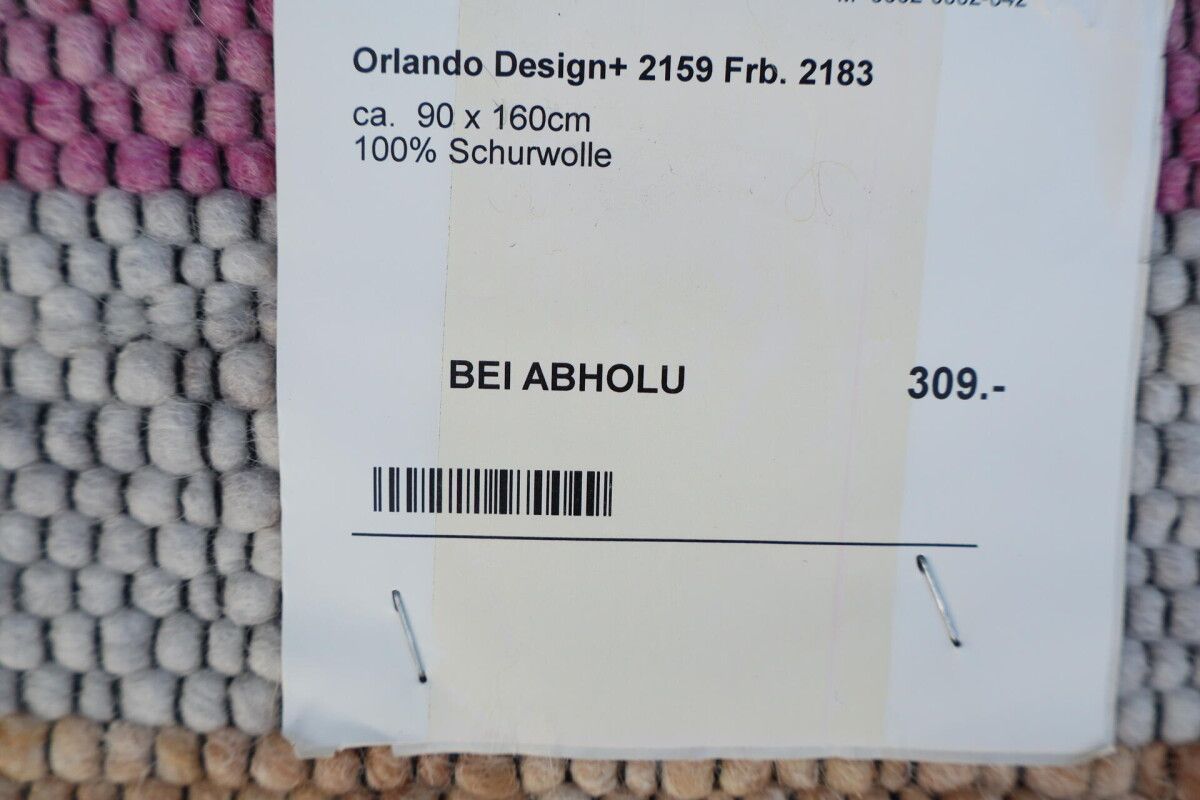 Orlando Design+ 2159 Frb. 2183
ca. 90 x 160cm
100% Schurwolle
BEI ABHOLU 309.-